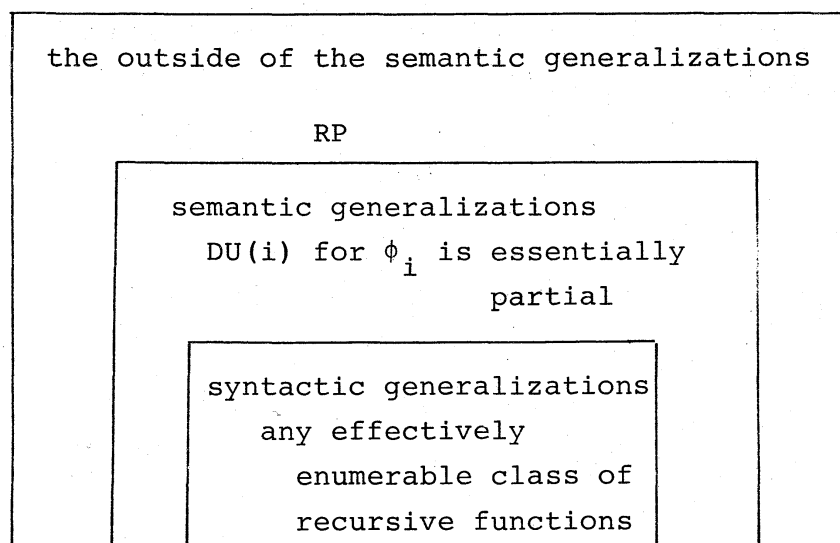 the outside of the semantic generalizations
RP
semantic generalizations
DU(i) for ϕi is essentially
partial
syntactic generalizations
any effectively
enumerable class of
recursive functions